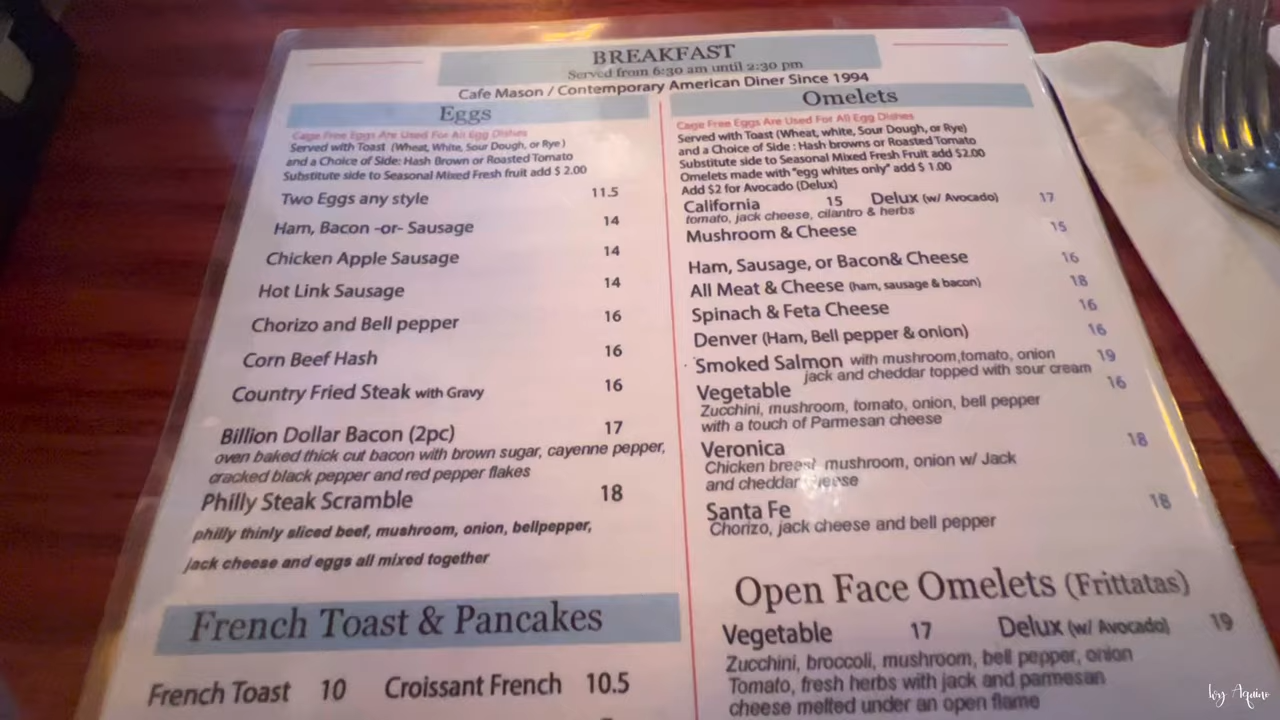 BREAKFAST
Served from 6:30 am until 2:30 pm
Cafe Mason / Contemporary American Diner Since 1994
Eggs
Cage Free Eggs Are Used For All Egg Dishes
Served with Toast (Wheat, White, Sour Dough, or Rye )
and a Choice of Side: Hash Brown or Roasted Tomato
Substitute side to Seasonal Mixed Fresh fruit add $ 2.00
Two Eggs any style 11.5
Ham, Bacon -or- Sausage 14
Chicken Apple Sausage 14
Hot Link Sausage 14
Chorizo and Bell pepper 16
Corn Beef Hash 16
Country Fried Steak with Gravy 16
Billion Dollar Bacon (2pc) 17
oven baked thick cut bacon with brown sugar, cayenne pepper,
cracked black pepper and red pepper flakes
Philly Steak Scramble 18
philly thinly sliced beef, mushroom, onion, bellpepper,
jack cheese and eggs all mixed together
French Toast & Pancakes
French Toast 10 Croissant French 10.5
Omelets
Cage Free Eggs Are Used For All Egg Dishes
Served with Toast (Wheat, white, Sour Dough, or Rye)
and a Choice of Side : Hash browns or Roasted Tomato
Substitute side to Seasonal Mixed Fresh Fruit add $2.00
Omelets made with "egg whites only" add $ 1.00
Add $2 for Avocado (Delux)
California 15 Delux (w/ Avocado) 17
tomato, jack cheese, cilantro & herbs
Mushroom & Cheese 15
Ham, Sausage, or Bacon& Cheese 16
All Meat & Cheese (ham, sausage & bacon) 18
Spinach & Feta Cheese 16
Denver (Ham, Bell pepper & onion) 16
Smoked Salmon with mushroom,tomato, onion 19
jack and cheddar topped with sour cream
Vegetable 16
Zucchini, mushroom, tomato, onion, bell pepper
with a touch of Parmesan cheese
Veronica 18
Chicken breast, mushroom, onion w/ Jack
and cheddar cheese
Santa Fe 18
Chorizo, jack cheese and bell pepper
Open Face Omelets (Frittatas)
Vegetable 17 Delux (w/ Avocado) 19
Zucchini, broccoli, mushroom, bell pepper, onion
Tomato, fresh herbs with jack and parmesan
cheese melted under an open flame
Ivy Aquino